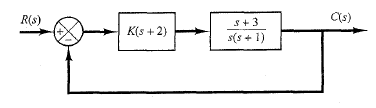 R(s)
C(s)
+
−
K(s + 2)
s + 3
s(s + 1)